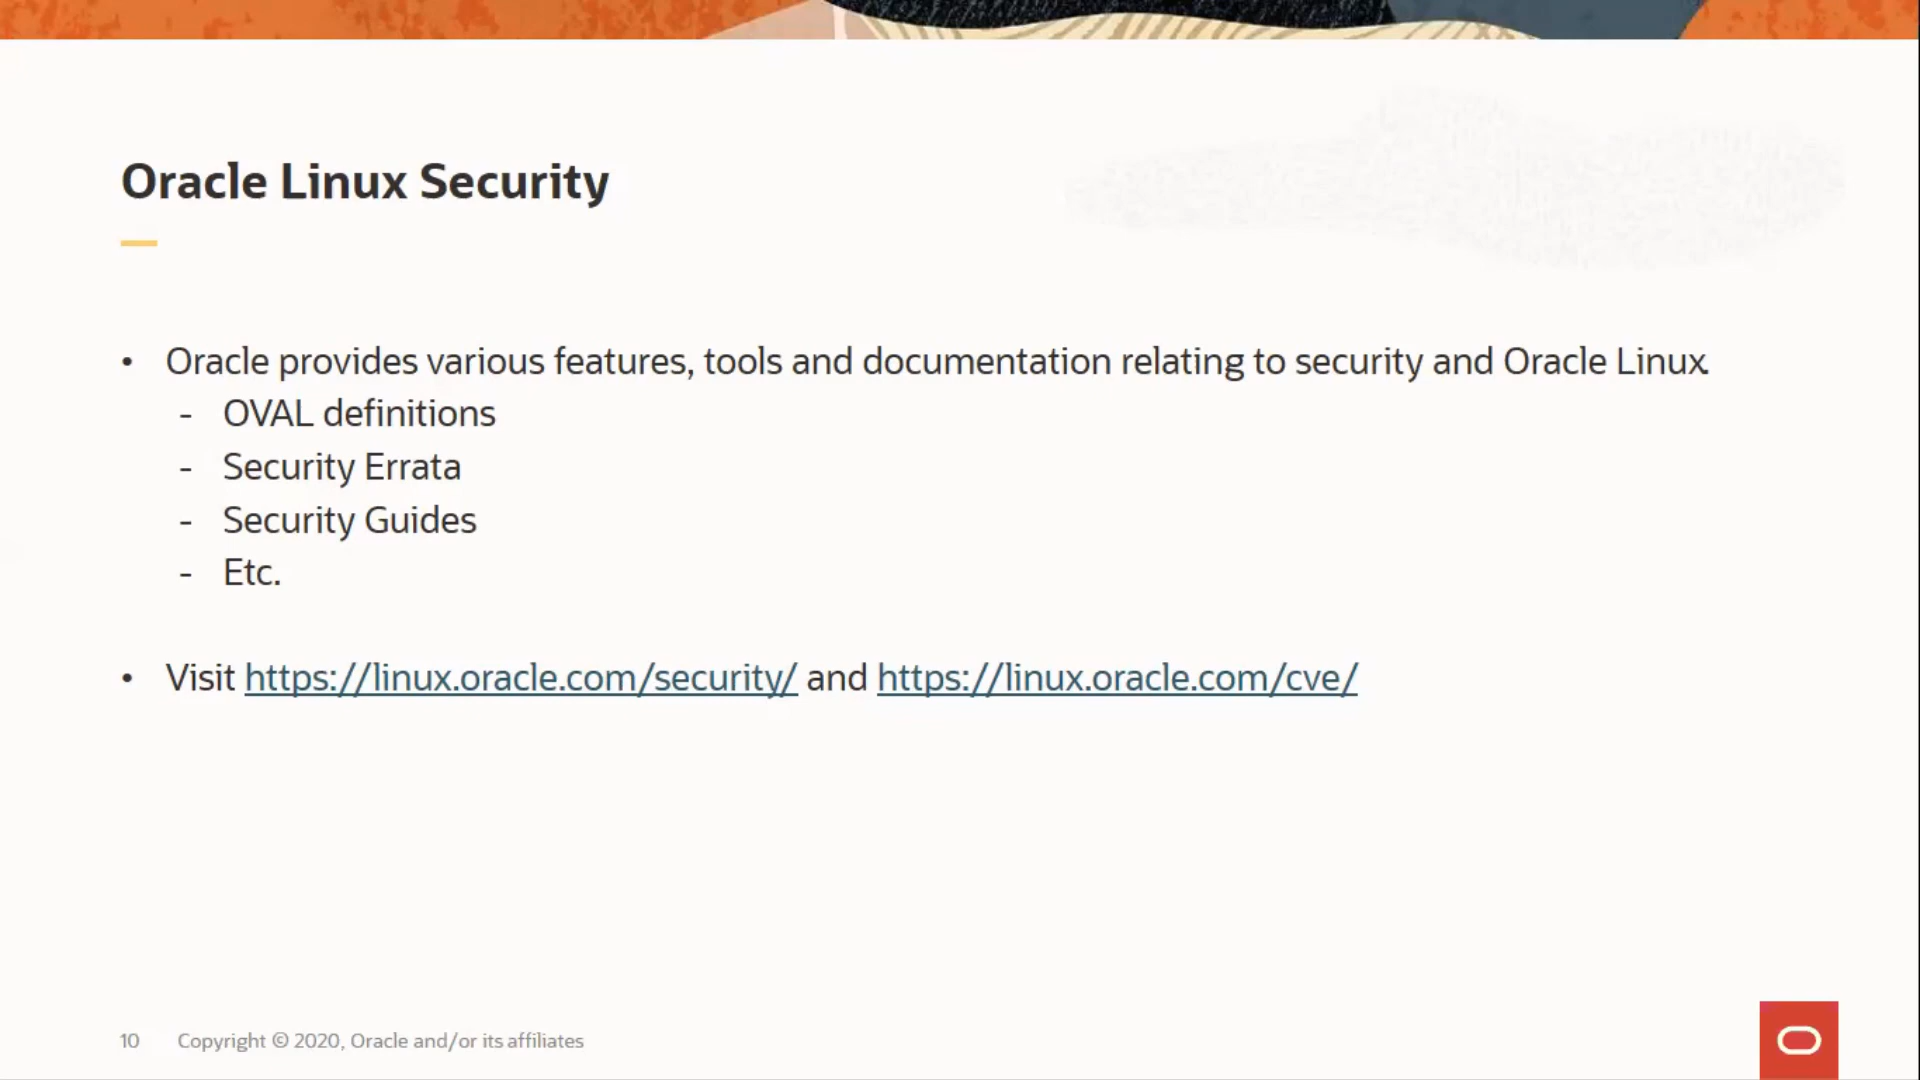 Oracle Linux Security
• Oracle provides various features, tools and documentation relating to security and Oracle Linux.
- OVAL definitions
- Security Errata
- Security Guides
- Etc.
• Visit https://linux.oracle.com/security/ and https://linux.oracle.com/cve/
10 Copyright © 2020, Oracle and/or its affiliates